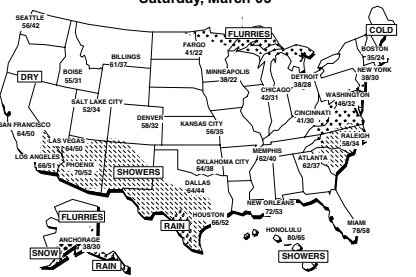 Saturday, March 05
SEATTLE
56/42
FLURRIES
COLD
FARGO
41/22
BILLINGS
61/37
BOSTON
35/24
DRY
BOISE
55/31
MINNEAPOLIS
38/22
DETROIT
38/28
NEW YORK
38/30
CHICAGO
42/31
WASHINGTON
46/32
SALT LAKE CITY
52/34
DENVER
58/32
KANSAS CITY
56/35
CINCINNATI
41/30
SAN FRANCISCO
64/50
LAS VEGAS
64/50
RALEIGH
58/34
LOS ANGELES
66/51
PHOENIX
70/52
SHOWERS
OKLAHOMA CITY
64/38
MEMPHIS
62/40
ATLANTA
62/37
DALLAS
64/44
NEW ORLEANS
72/53
FLURRIES
RAIN
HOUSTON
66/52
MIAMI
78/58
ANCHORAGE
38/30
SNOW
RAIN
HONOLULU
80/65
SHOWERS